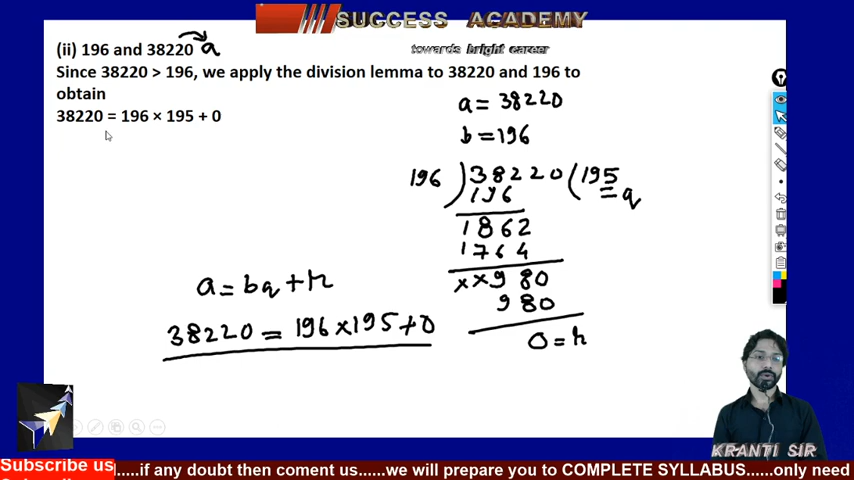 SUCCESS ACADEMY
towards bright career
(ii) 196 and 38220 a
Since 38220 > 196, we apply the division lemma to 38220 and 196 to
obtain
38220 = 196 × 195 + 0
a = 38220
b = 196
196 ) 38220 ( 195
196 = q
1862
1764
××980
980
0 = r
a = bq + r
38220 = 196 × 195 + 0
KRANTI SIR
Subscribe us
.....if any doubt then coment us......we will prepare you to COMPLETE SYLLABUS......only need